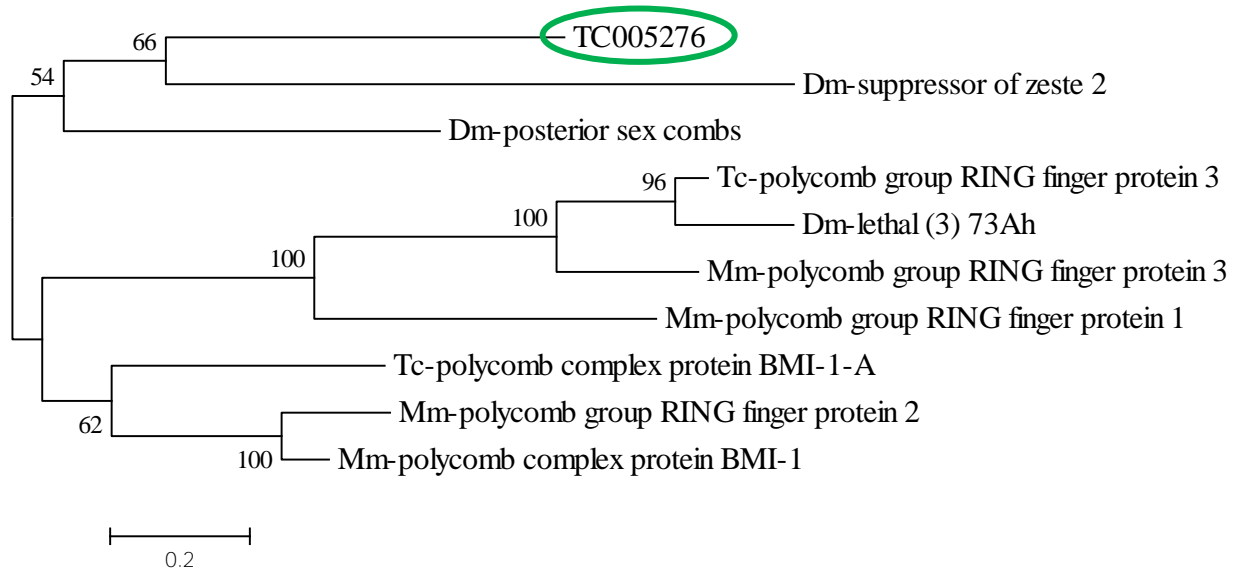 TC005276
66
54
Dm-suppressor of zeste 2
Dm-posterior sex combs
Tc-polycomb group RING finger protein 3
96
100
Dm-lethal (3) 73Ah
100
Mm-polycomb group RING finger protein 3
Mm-polycomb group RING finger protein 1
Tc-polycomb complex protein BMI-1-A
Mm-polycomb group RING finger protein 2
62
100
Mm-polycomb complex protein BMI-1
0.2